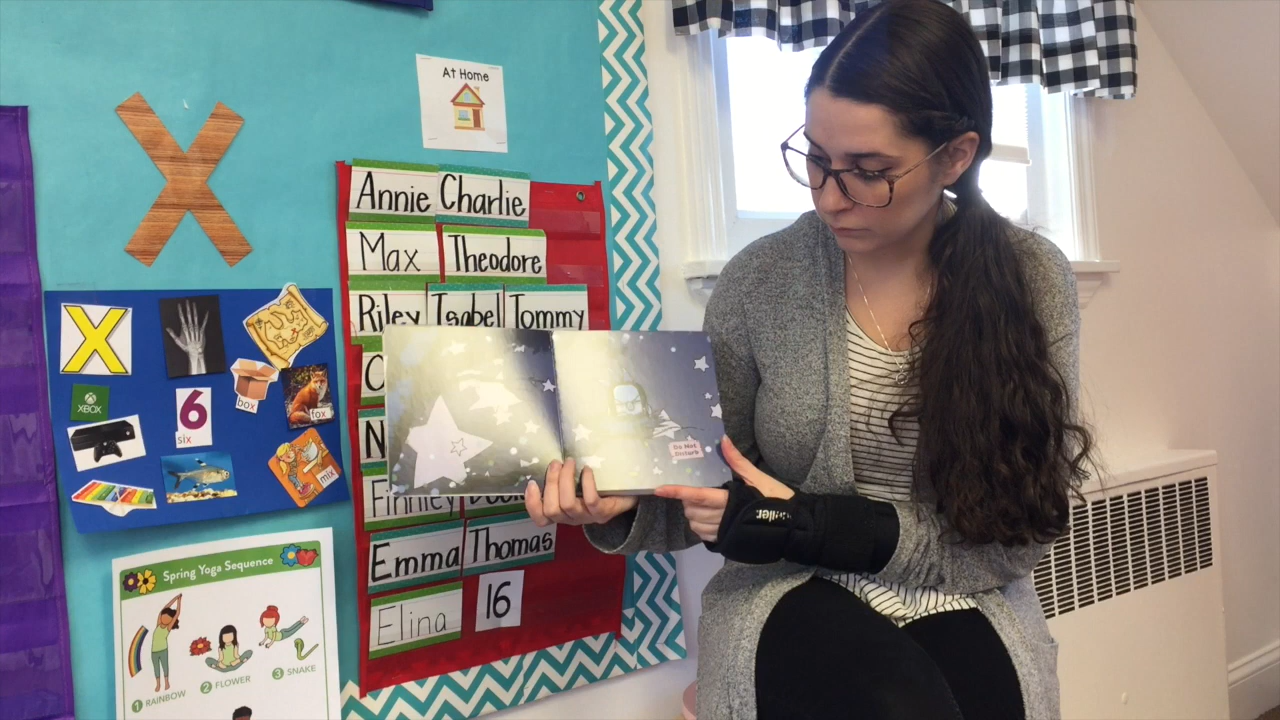 At Home
X
Annie Charlie
Max Theodore
Riley Isabel Tommy
Finnley
Emma Thomas
Elina 16
X
XBOX
box
fox
6
six
mix
Do Not
Disturb
Spring Yoga Sequence
1 RAINBOW
2 FLOWER
3 SNAKE